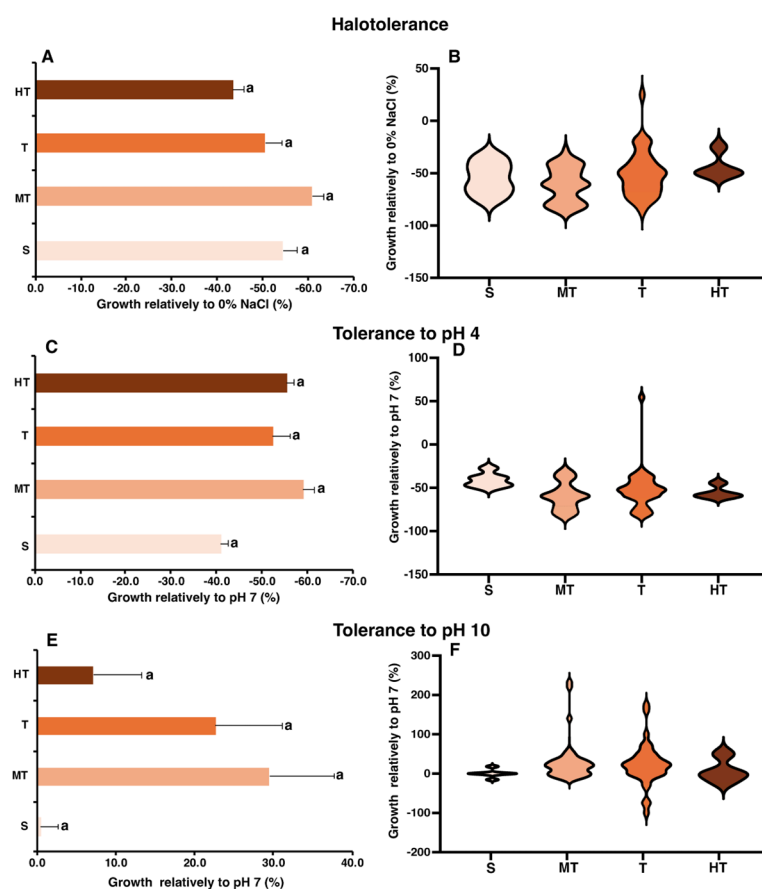 Halotolerance
A
HT
a
T
a
MT
a
S
a
0.0 -10.0 -20.0 -30.0 -40.0 -50.0 -60.0 -70.0
Growth relatively to 0% NaCl (%)
B
Growth relatively to 0% NaCl (%)
50
0
-50
-100
-150
S MT T HT
Tolerance to pH 4
C
HT
a
T
a
MT
a
S
a
0.0 -10.0 -20.0 -30.0 -40.0 -50.0 -60.0 -70.0
Growth relatively to pH 7 (%)
D
Growth relatively to pH 7 (%)
100
50
0
-50
-100
-150
S MT T HT
Tolerance to pH 10
E
HT
a
T
a
MT
a
S
a
0.0 10.0 20.0 30.0 40.0
Growth relatively to pH 7 (%)
F
Growth relatively to pH 7 (%)
300
200
100
0
-100
-200
S MT T HT